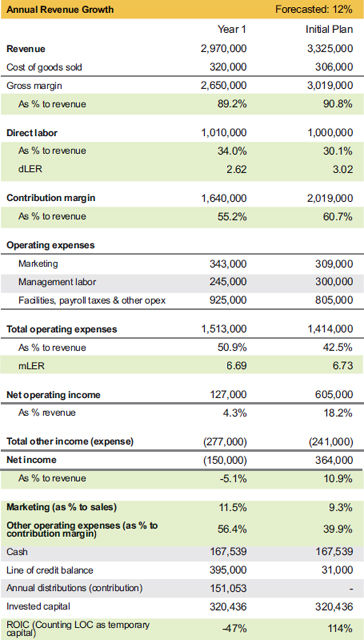 Annual Revenue Growth Forecasted: 12%
Year 1 Initial Plan
Revenue 2,970,000 3,325,000
Cost of goods sold 320,000 306,000
Gross margin 2,650,000 3,019,000
As % to revenue 89.2% 90.8%
Direct labor 1,010,000 1,000,000
As % to revenue 34.0% 30.1%
dLER 2.62 3.02
Contribution margin 1,640,000 2,019,000
As % to revenue 55.2% 60.7%
Operating expenses
Marketing 343,000 309,000
Management labor 245,000 300,000
Facilities, payroll taxes & other opex 925,000 805,000
Total operating expenses 1,513,000 1,414,000
As % to revenue 50.9% 42.5%
mLER 6.69 6.73
Net operating income 127,000 605,000
As % revenue 4.3% 18.2%
Total other income (expense) (277,000) (241,000)
Net income (150,000) 364,000
As % to revenue -5.1% 10.9%
Marketing (as % to sales) 11.5% 9.3%
Other operating expenses (as % to
contribution margin) 56.4% 39.9%
Cash 167,539 167,539
Line of credit balance 395,000 31,000
Annual distributions (contribution) 151,053 -
Invested capital 320,436 320,436
ROIC (Counting LOC as temporary
capital) -47% 114%